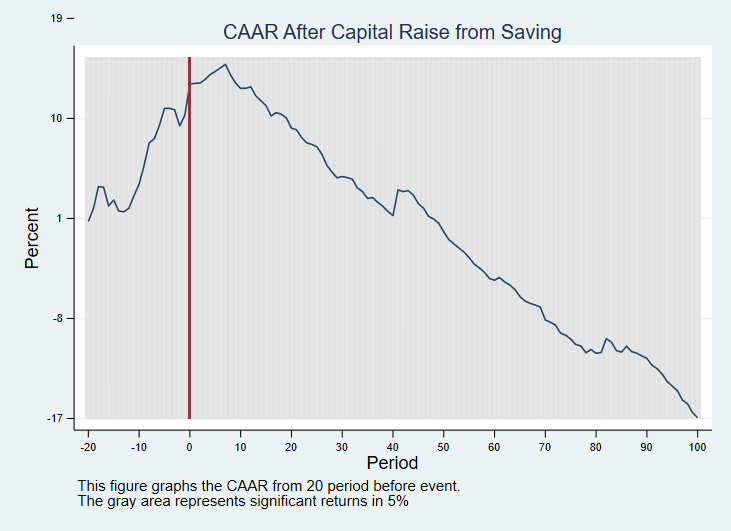 CAAR After Capital Raise from Saving
19
10
1
-8
-17
Percent
-20 -10 0 10 20 30 40 50 60 70 80 90 100
Period
This figure graphs the CAAR from 20 period before event.
The gray area represents significant returns in 5%